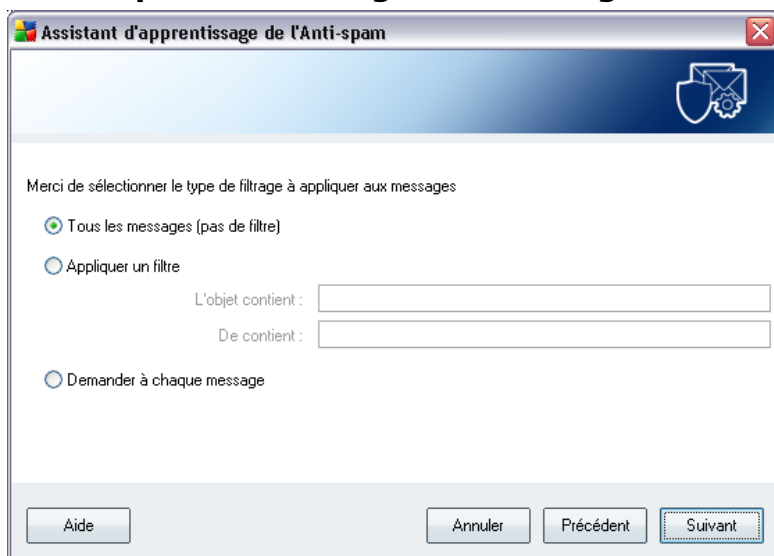 Assistant d'apprentissage de l'Anti-spam
Merci de sélectionner le type de filtrage à appliquer aux messages
Tous les messages (pas de filtre)
Appliquer un filtre
L'objet contient :
De contient :
Demander à chaque message
Aide
Annuler
Précédent
Suivant